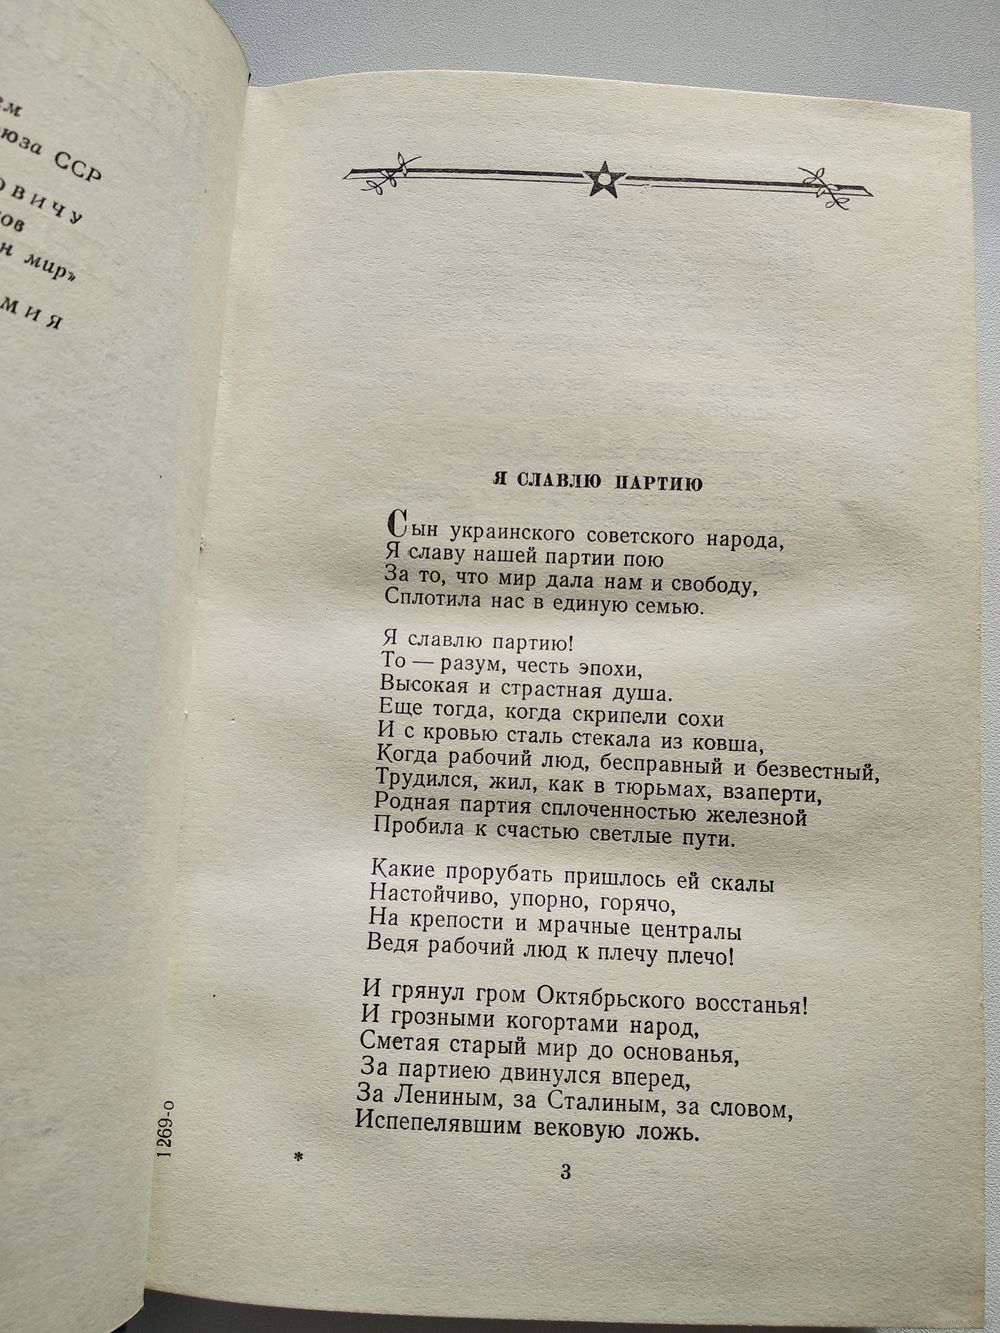 ем
юза ССР
ОВИЧУ
ов
н мир»
МИЯ
Я СЛАВЛЮ ПАРТИЮ
Сын украинского советского народа,
Я славу нашей партии пою
За то, что мир дала нам и свободу,
Сплотила нас в единую семью.
Я славлю партию!
То — разум, честь эпохи,
Высокая и страстная душа.
Еще тогда, когда скрипели сохи
И с кровью сталь стекала из ковша,
Когда рабочий люд, бесправный и безвестный,
Трудился, жил, как в тюрьмах, взаперти,
Родная партия сплоченностью железной
Пробила к счастью светлые пути.
Какие прорубать пришлось ей скалы
Настойчиво, упорно, горячо,
На крепости и мрачные централы
Ведя рабочий люд к плечу плечо!
И грянул гром Октябрьского восстанья!
И грозными когортами народ,
Сметая старый мир до основанья,
За партиею двинулся вперед,
За Лениным, за Сталиным, за словом,
Испепелявшим вековую ложь.
1269-о
*
3